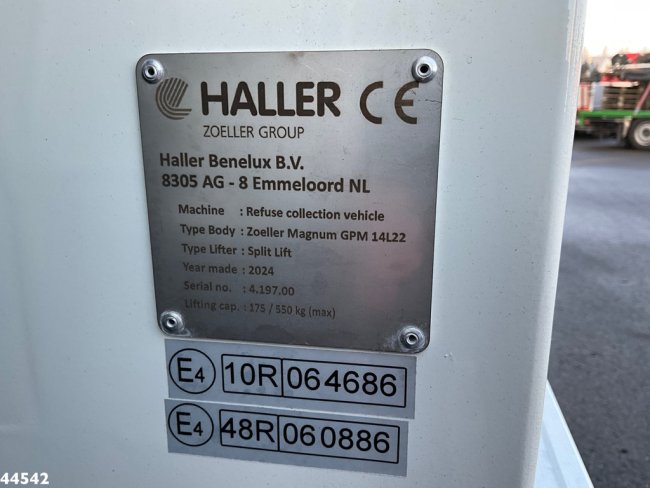 HALLER CE
ZOELLER GROUP
Haller Benelux B.V.
8305 AG - 8 Emmeloord NL
Machine : Refuse collection vehicle
Type Body : Zoeller Magnum GPM 14L22
Type Lifter : Split Lift
Year made : 2024
Serial no. : 4.197.00
Lifting cap. : 175 / 550 kg (max)
E4 10R 064686
E4 48R 060886
44542